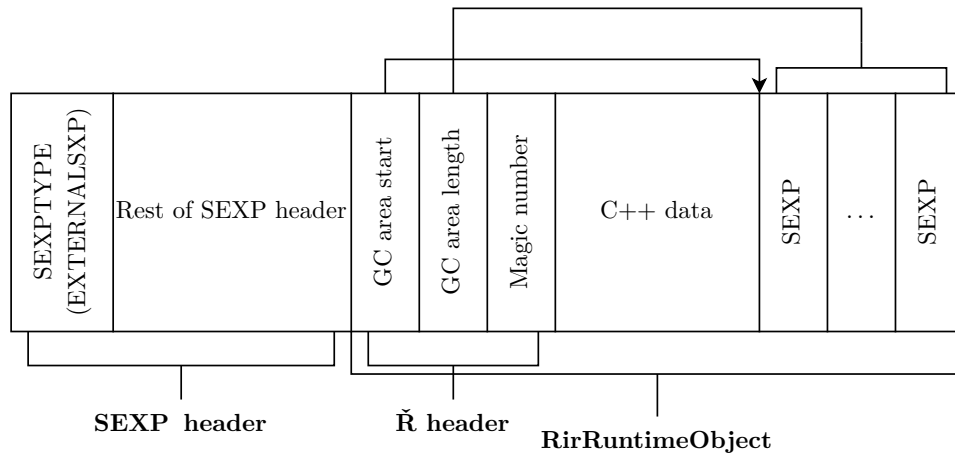 SEXPTYPE
(EXTERNALSXP)
Rest of SEXP header
GC area start
GC area length
Magic number
C++ data
SEXP
...
SEXP
SEXP header
Ř header
RirRuntimeObject